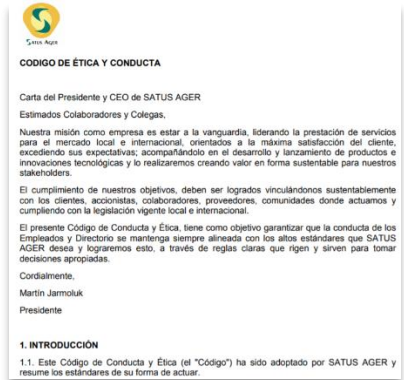 SATUS AGER
CODIGO DE ÉTICA Y CONDUCTA
Carta del Presidente y CEO de SATUS AGER
Estimados Colaboradores y Colegas,
Nuestra misión como empresa es estar a la vanguardia, liderando la prestación de servicios
para el mercado local e internacional, orientados a la máxima satisfacción del cliente,
excediendo sus expectativas; acompañándolo en el desarrollo y lanzamiento de productos e
innovaciones tecnológicas y lo realizaremos creando valor en forma sustentable para nuestros
stakeholders.
El cumplimiento de nuestros objetivos, deben ser logrados vinculándonos sustentablemente
con los clientes, accionistas, colaboradores, proveedores, comunidades donde actuamos y
cumpliendo con la legislación vigente local e internacional.
El presente Código de Conducta y Ética, tiene como objetivo garantizar que la conducta de los
Empleados y Directorio se mantenga siempre alineada con los altos estándares que SATUS
AGER desea y lograremos esto, a través de reglas claras que rigen y sirven para tomar
decisiones apropiadas.
Cordialmente,
Martín Jarmoluk
Presidente
1. INTRODUCCIÓN
1.1. Este Código de Conducta y Ética (el "Código") ha sido adoptado por SATUS AGER y
resume los estándares de su forma de actuar.